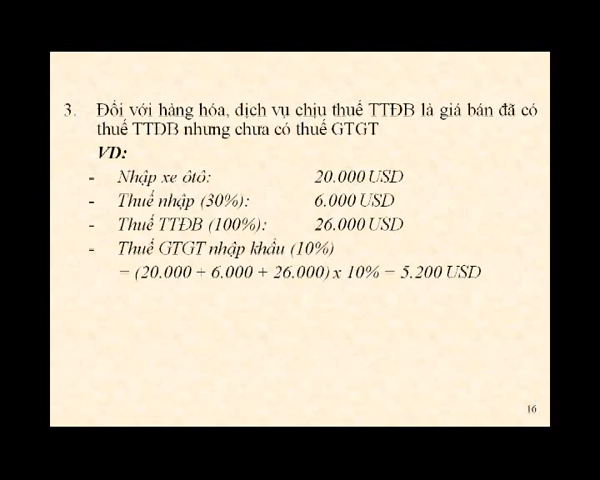 3. Đối với hàng hóa, dịch vụ chịu thuế TTĐB là giá bán đã có
thuế TTDB nhưng chưa có thuế GTGT
VD:
- Nhập xe ôtô: 20.000 USD
- Thuế nhập (30%): 6.000 USD
- Thuế TTĐB (100%): 26.000 USD
- Thuế GTGT nhập khẩu (10%)
= (20.000 + 6.000 + 26.000) x 10% = 5.200 USD
16